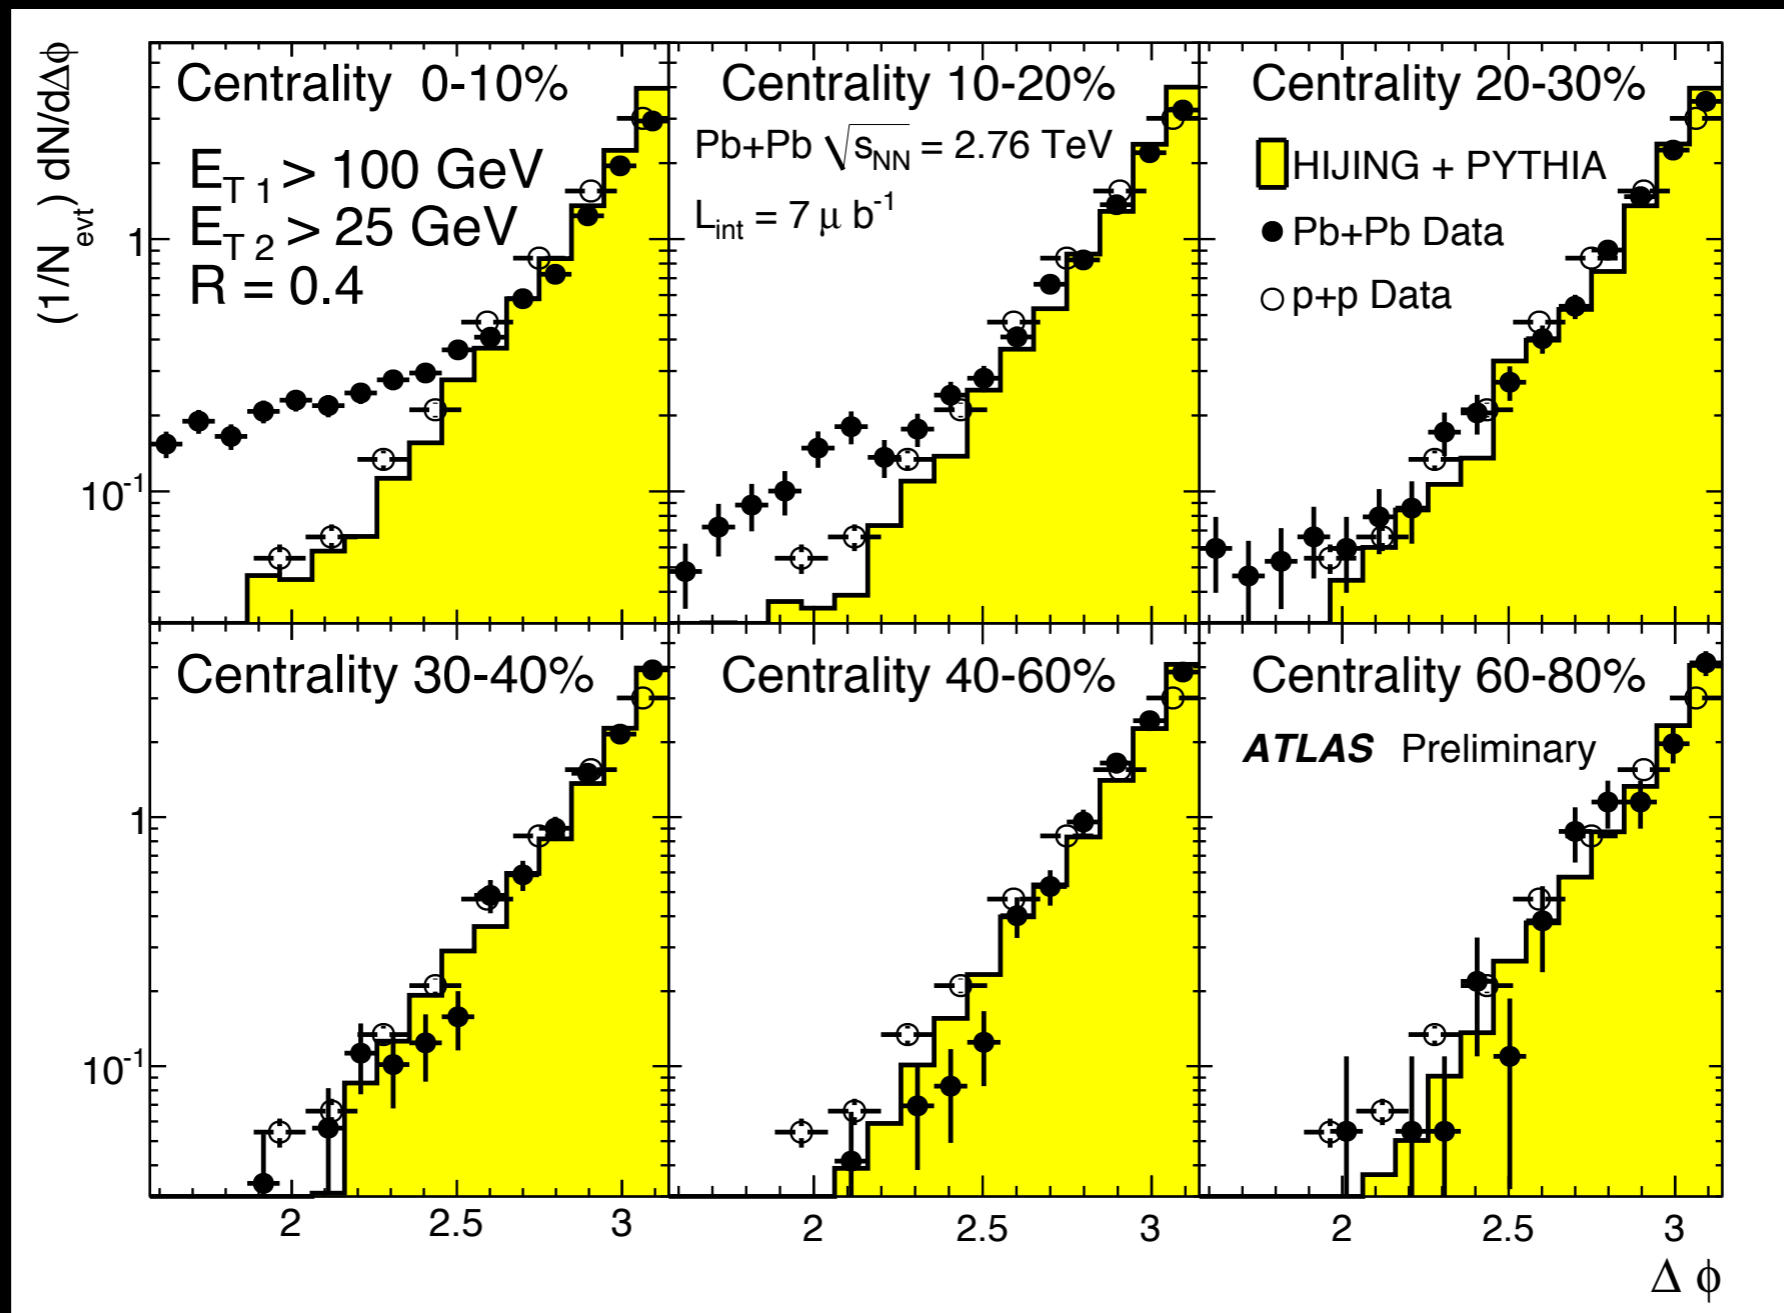 (1/N_evt) dN/dΔϕ
Centrality 0-10%
E_T 1 > 100 GeV
E_T 2 > 25 GeV
R = 0.4
Centrality 10-20%
Pb+Pb √s_NN = 2.76 TeV
L_int = 7 μ b^-1
Centrality 20-30%
HIJING + PYTHIA
Pb+Pb Data
p+p Data
1
10^-1
Centrality 30-40%
Centrality 40-60%
Centrality 60-80%
ATLAS Preliminary
1
10^-1
2 2.5 3 2 2.5 3 2 2.5 3
Δ ϕ